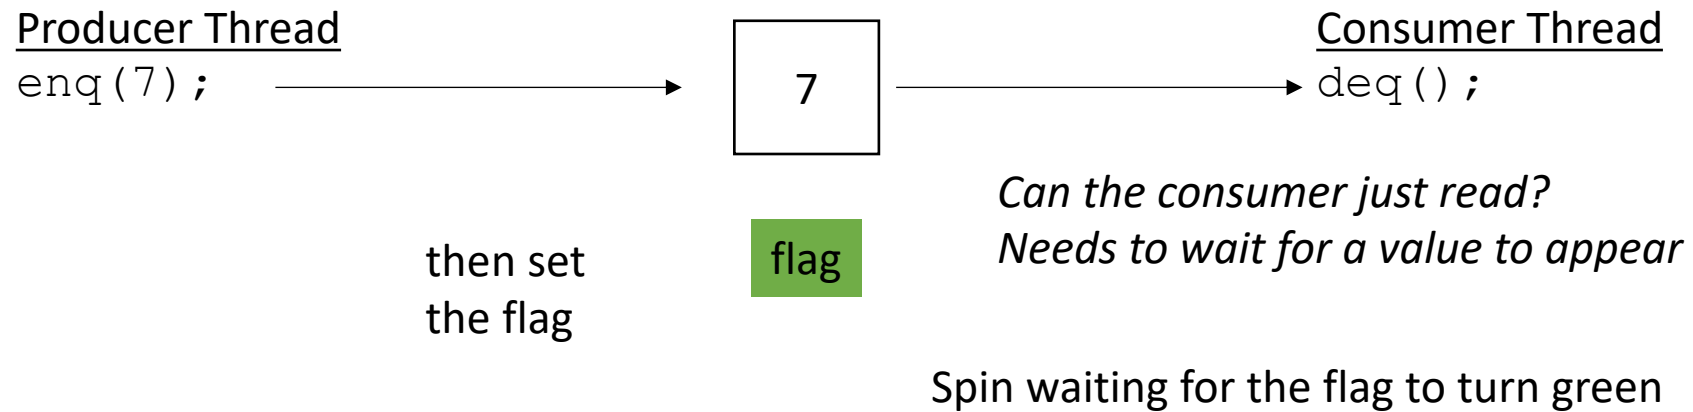 Producer Thread
enq(7);
7
Consumer Thread
deq();
Can the consumer just read?
Needs to wait for a value to appear
then set
the flag
flag
Spin waiting for the flag to turn green